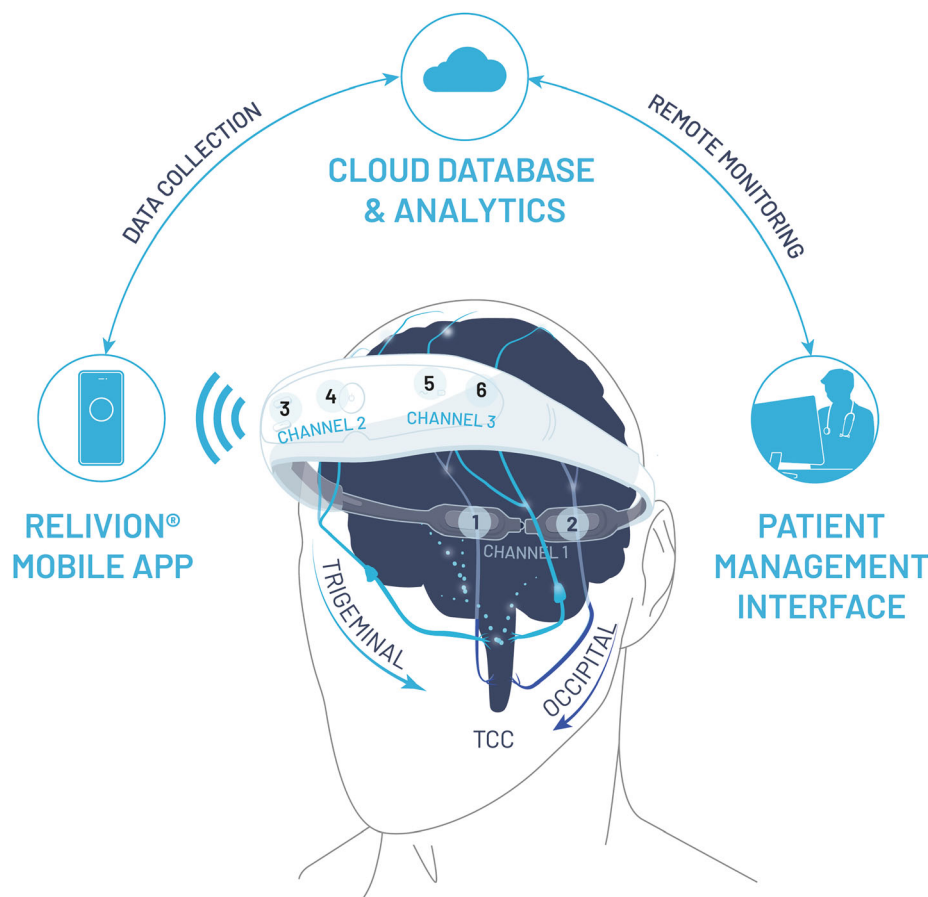 DATA COLLECTION
REMOTE MONITORING
CLOUD DATABASE
& ANALYTICS
3
4
5
6
CHANNEL 2
CHANNEL 3
RELIVION®
MOBILE APP
1
2
CHANNEL 1
PATIENT
MANAGEMENT
INTERFACE
TRIGEMINAL
OCCIPITAL
TCC